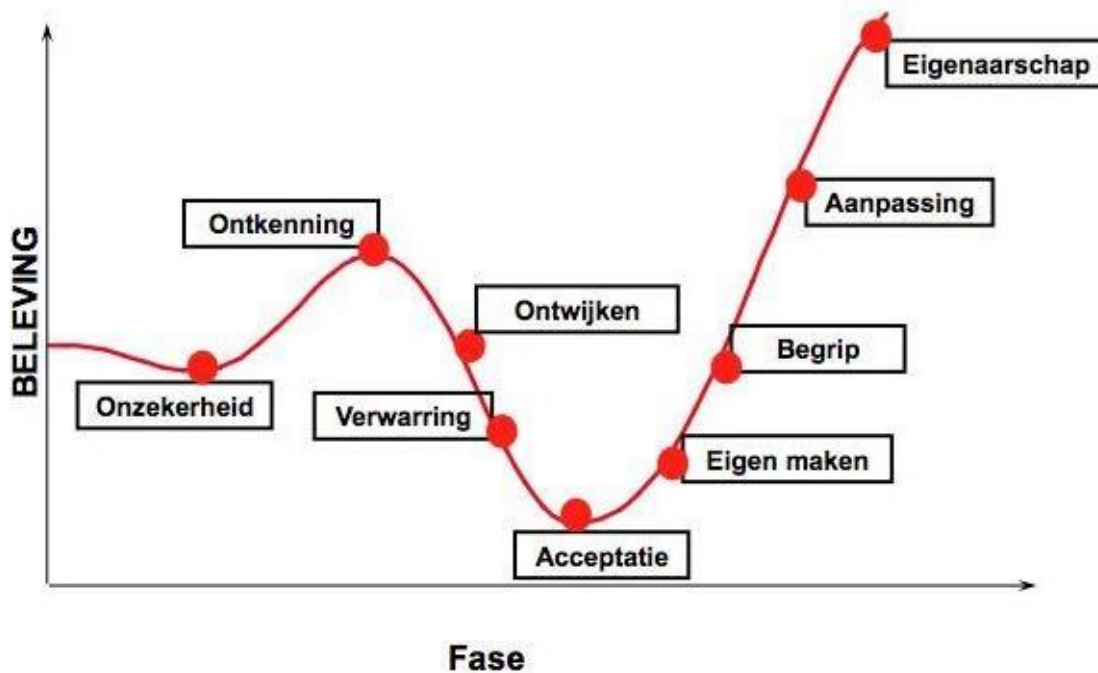 Eigenaarschap
Aanpassing
Ontkenning
Ontwijken
Begrip
BELEVING
Onzekerheid
Verwarring
Eigen maken
Acceptatie
Fase